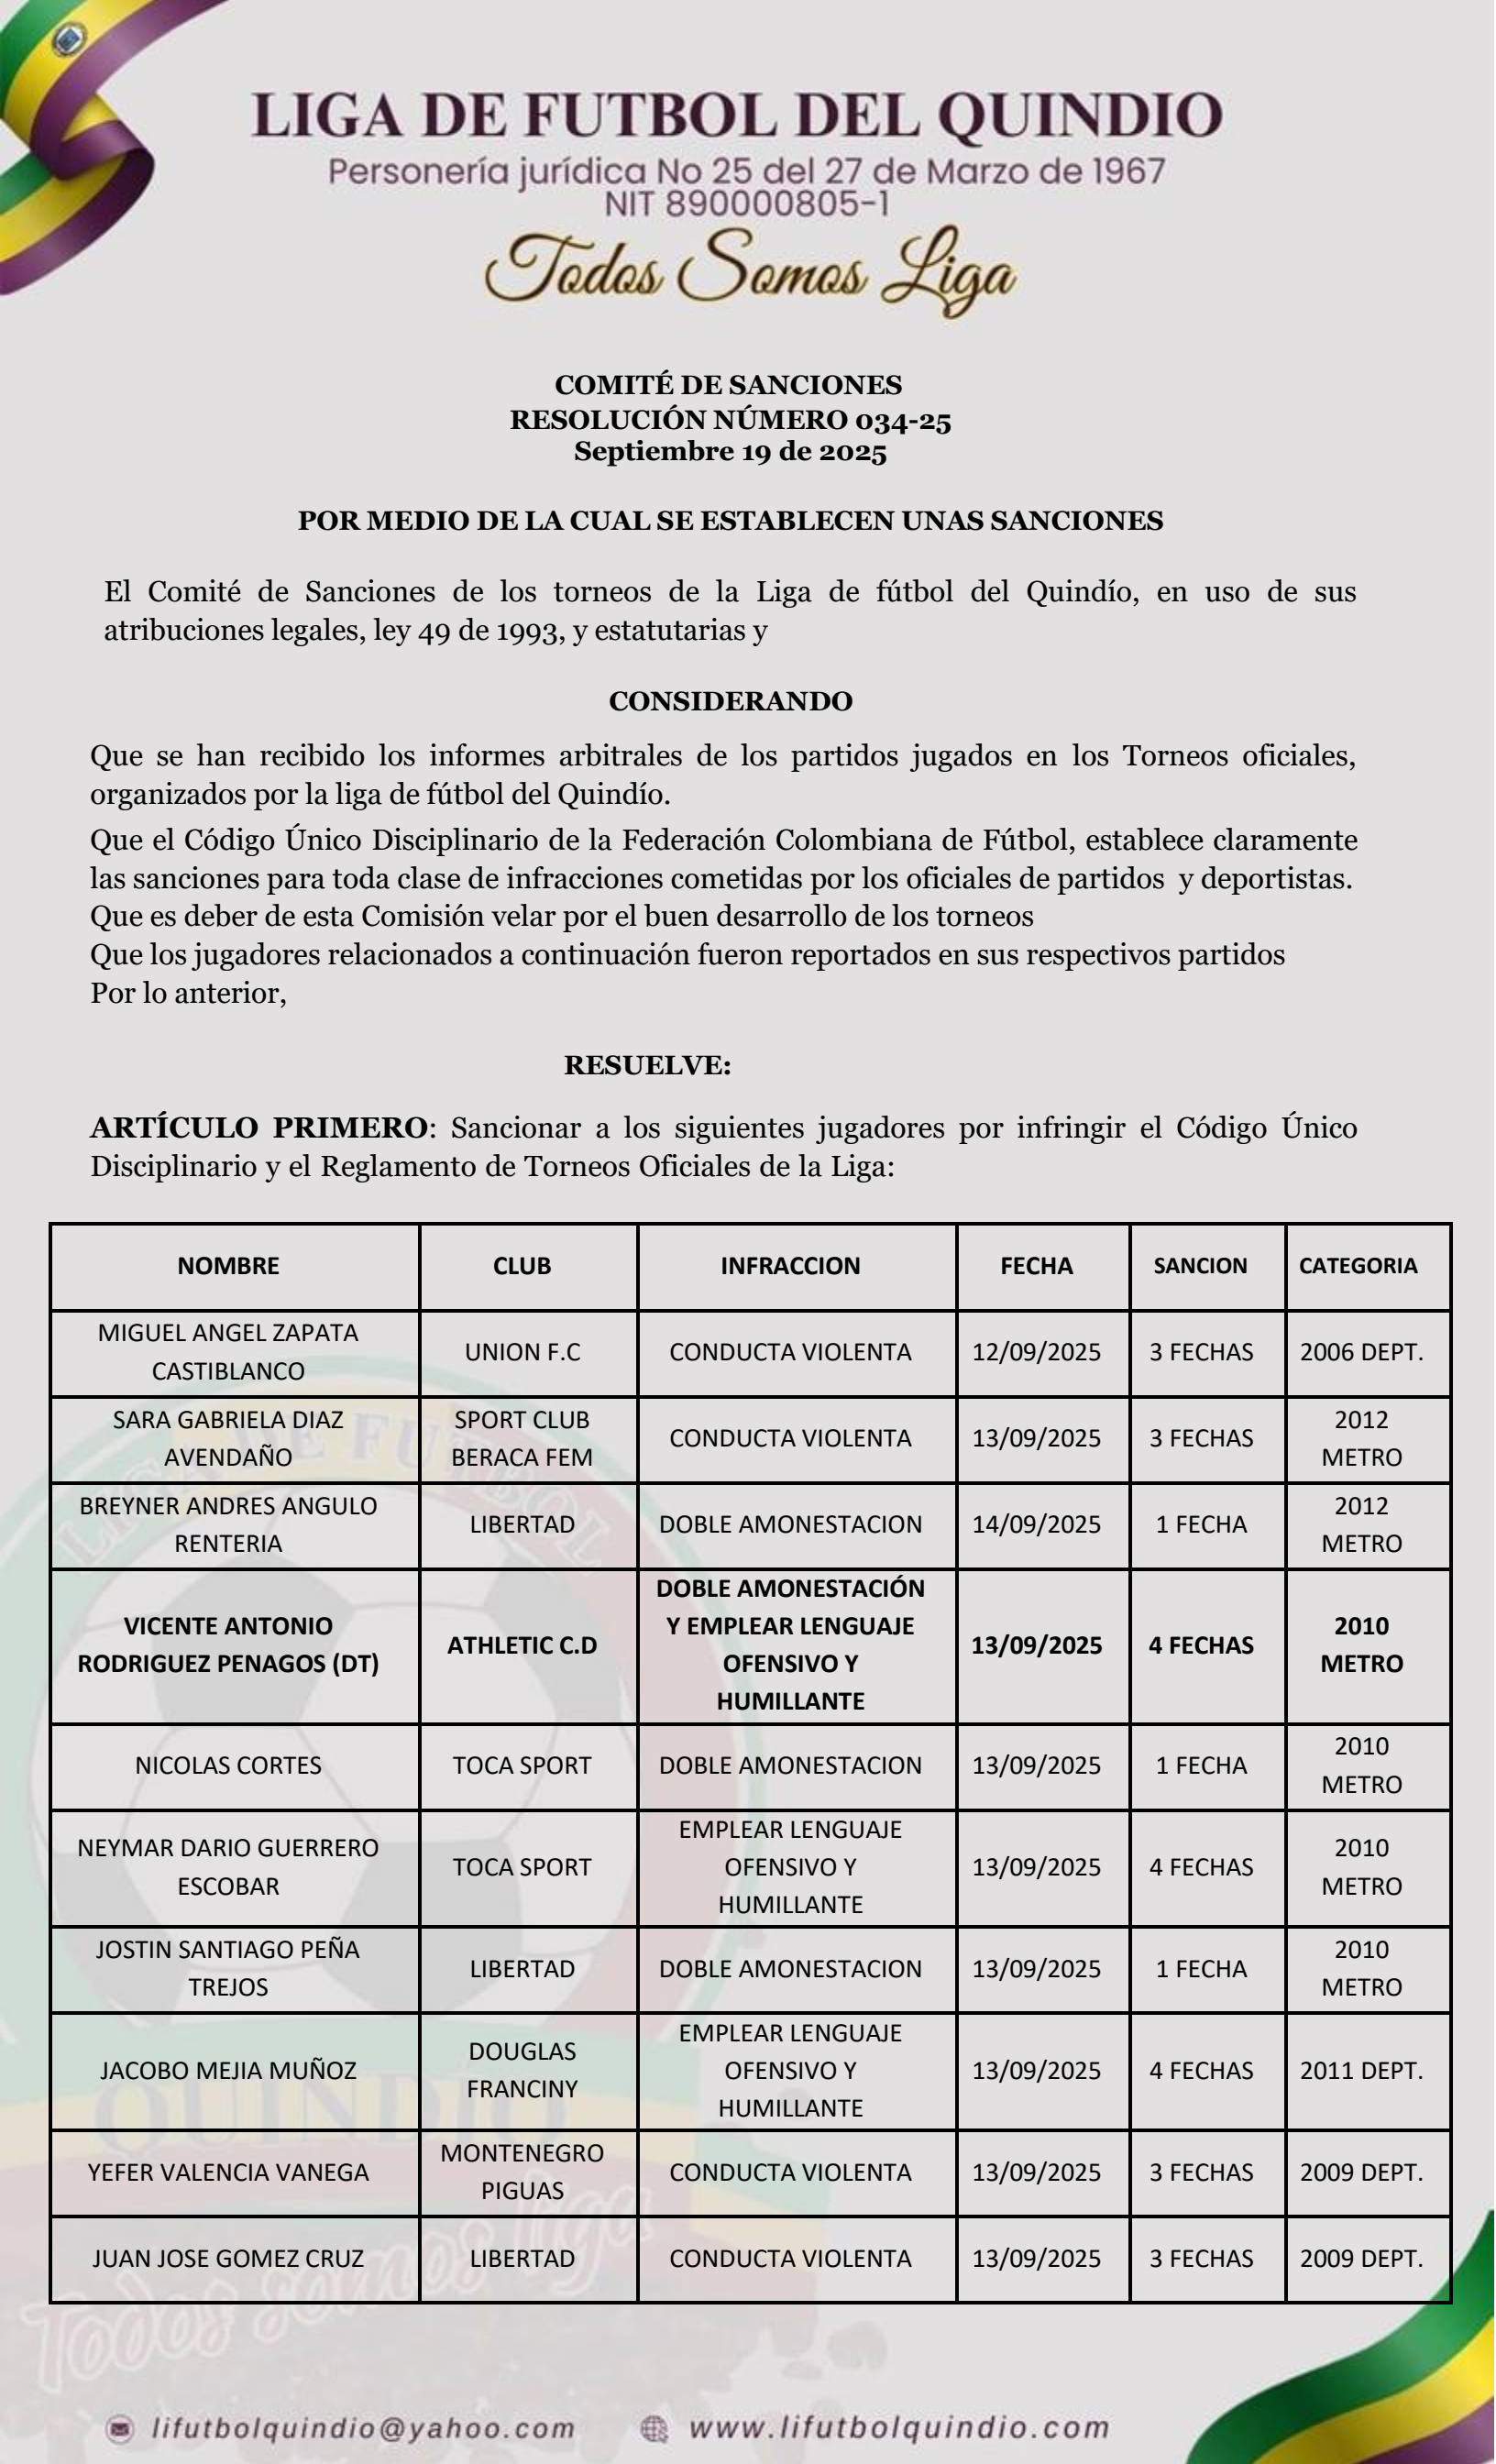 LIGA DE FUTBOL DEL QUINDIO
Personería jurídica No 25 del 27 de Marzo de 1967
NIT 890000805-1
Todos Somos Liga
COMITÉ DE SANCIONES
RESOLUCIÓN NÚMERO 034-25
Septiembre 19 de 2025
POR MEDIO DE LA CUAL SE ESTABLECEN UNAS SANCIONES
El Comité de Sanciones de los torneos de la Liga de fútbol del Quindío, en uso de sus
atribuciones legales, ley 49 de 1993, y estatutarias y
CONSIDERANDO
Que se han recibido los informes arbitrales de los partidos jugados en los Torneos oficiales,
organizados por la liga de fútbol del Quindío.
Que el Código Único Disciplinario de la Federación Colombiana de Fútbol, establece claramente
las sanciones para toda clase de infracciones cometidas por los oficiales de partidos y deportistas.
Que es deber de esta Comisión velar por el buen desarrollo de los torneos
Que los jugadores relacionados a continuación fueron reportados en sus respectivos partidos
Por lo anterior,
RESUELVE:
ARTÍCULO PRIMERO: Sancionar a los siguientes jugadores por infringir el Código Único
Disciplinario y el Reglamento de Torneos Oficiales de la Liga:
NOMBRE CLUB INFRACCION FECHA SANCION CATEGORIA
MIGUEL ANGEL ZAPATA
CASTIBLANCO
UNION F.C
CONDUCTA VIOLENTA
12/09/2025
3 FECHAS
2006 DEPT.
SARA GABRIELA DIAZ
AVENDAÑO
SPORT CLUB
BERACA FEM
CONDUCTA VIOLENTA
13/09/2025
3 FECHAS
2012
METRO
BREYNER ANDRES ANGULO
RENTERIA
LIBERTAD
DOBLE AMONESTACION
14/09/2025
1 FECHA
2012
METRO
VICENTE ANTONIO
RODRIGUEZ PENAGOS (DT)
ATHLETIC C.D
DOBLE AMONESTACIÓN
Y EMPLEAR LENGUAJE
OFENSIVO Y
HUMILLANTE
13/09/2025
4 FECHAS
2010
METRO
NICOLAS CORTES
TOCA SPORT
DOBLE AMONESTACION
13/09/2025
1 FECHA
2010
METRO
NEYMAR DARIO GUERRERO
ESCOBAR
TOCA SPORT
EMPLEAR LENGUAJE
OFENSIVO Y
HUMILLANTE
13/09/2025
4 FECHAS
2010
METRO
JOSTIN SANTIAGO PEÑA
TREJOS
LIBERTAD
DOBLE AMONESTACION
13/09/2025
1 FECHA
2010
METRO
JACOBO MEJIA MUÑOZ
DOUGLAS
FRANCINY
EMPLEAR LENGUAJE
OFENSIVO Y
HUMILLANTE
13/09/2025
4 FECHAS
2011 DEPT.
YEFER VALENCIA VANEGA
MONTENEGRO
PIGUAS
CONDUCTA VIOLENTA
13/09/2025
3 FECHAS
2009 DEPT.
JUAN JOSE GOMEZ CRUZ
LIBERTAD
CONDUCTA VIOLENTA
13/09/2025
3 FECHAS
2009 DEPT.
LIGA DE FUTBOL
QUINDIO
Todos somos liga
lifutbolquindio@yahoo.com www.lifutbolquindio.com